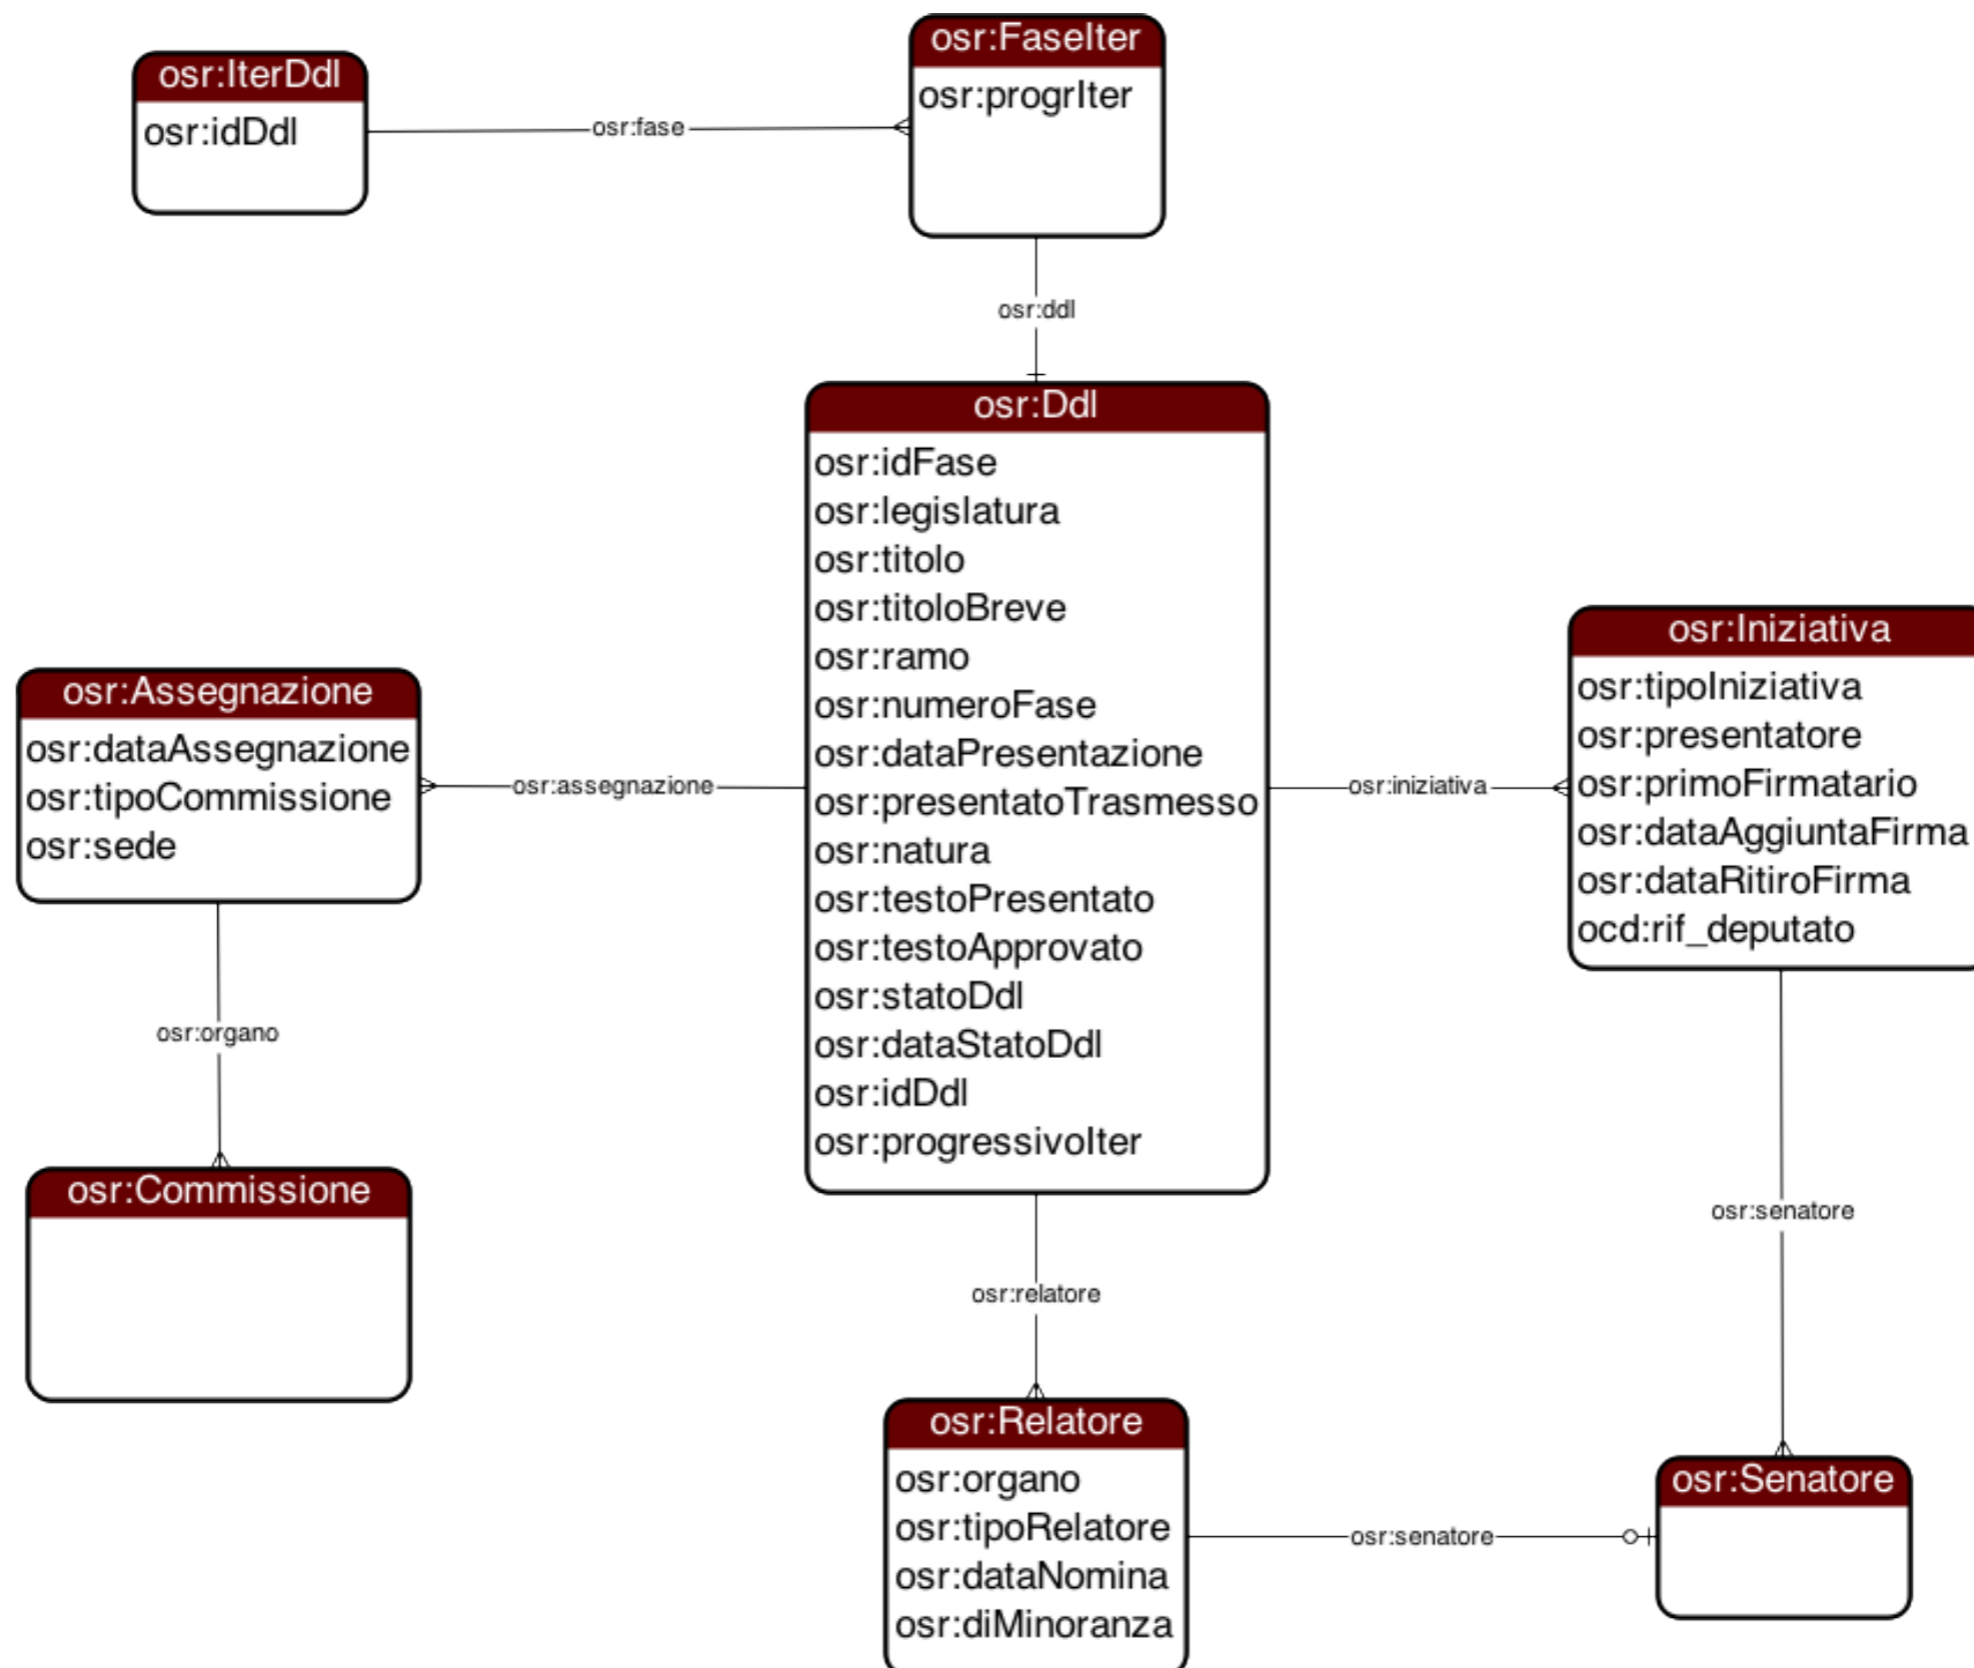 osr:IterDdl
osr:idDdl
osr:fase
osr:FaseIter
osr:progrIter
osr:ddl
osr:Ddl
osr:idFase
osr:legislatura
osr:titolo
osr:titoloBreve
osr:ramo
osr:numeroFase
osr:dataPresentazione
osr:presentatoTrasmesso
osr:natura
osr:testoPresentato
osr:testoApprovato
osr:statoDdl
osr:dataStatoDdl
osr:idDdl
osr:progressivoIter
osr:Assegnazione
osr:dataAssegnazione
osr:tipoCommissione
osr:sede
osr:assegnazione
osr:iniziativa
osr:Iniziativa
osr:tipoIniziativa
osr:presentatore
osr:primoFirmatario
osr:dataAggiuntaFirma
osr:dataRitiroFirma
ocd:rif_deputato
osr:organo
osr:Commissione
osr:senatore
osr:relatore
osr:Relatore
osr:organo
osr:tipoRelatore
osr:dataNomina
osr:diMinoranza
osr:senatore
osr:Senatore